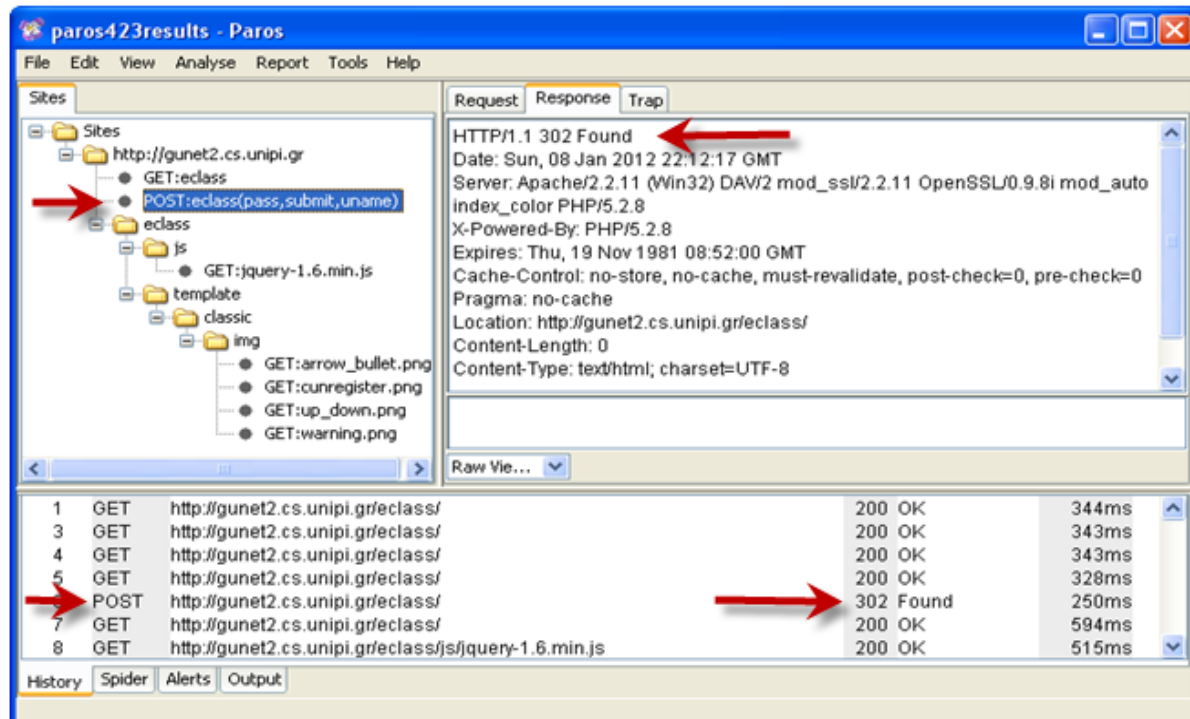 paros423results - Paros
File Edit View Analyse Report Tools Help
Sites
Sites
http://gunet2.cs.unipi.gr
GET:eclass
POST:eclass(pass,submit,uname)
eclass
js
GET:jquery-1.6.min.js
template
classic
img
GET:arrow_bullet.png
GET:cunregister.png
GET:up_down.png
GET:warning.png
Request Response Trap
HTTP/1.1 302 Found
Date: Sun, 08 Jan 2012 22:12:17 GMT
Server: Apache/2.2.11 (Win32) DAV/2 mod_ssl/2.2.11 OpenSSL/0.9.8i mod_auto
index_color PHP/5.2.8
X-Powered-By: PHP/5.2.8
Expires: Thu, 19 Nov 1981 08:52:00 GMT
Cache-Control: no-store, no-cache, must-revalidate, post-check=0, pre-check=0
Pragma: no-cache
Location: http://gunet2.cs.unipi.gr/eclass/
Content-Length: 0
Content-Type: text/html; charset=UTF-8
Raw Vie...
1 GET http://gunet2.cs.unipi.gr/eclass/ 200 OK 344ms
3 GET http://gunet2.cs.unipi.gr/eclass/ 200 OK 343ms
4 GET http://gunet2.cs.unipi.gr/eclass/ 200 OK 343ms
5 GET http://gunet2.cs.unipi.gr/eclass/ 200 OK 328ms
POST http://gunet2.cs.unipi.gr/eclass/ 302 Found 250ms
7 GET http://gunet2.cs.unipi.gr/eclass/ 200 OK 594ms
8 GET http://gunet2.cs.unipi.gr/eclass/js/jquery-1.6.min.js 200 OK 515ms
History Spider Alerts Output